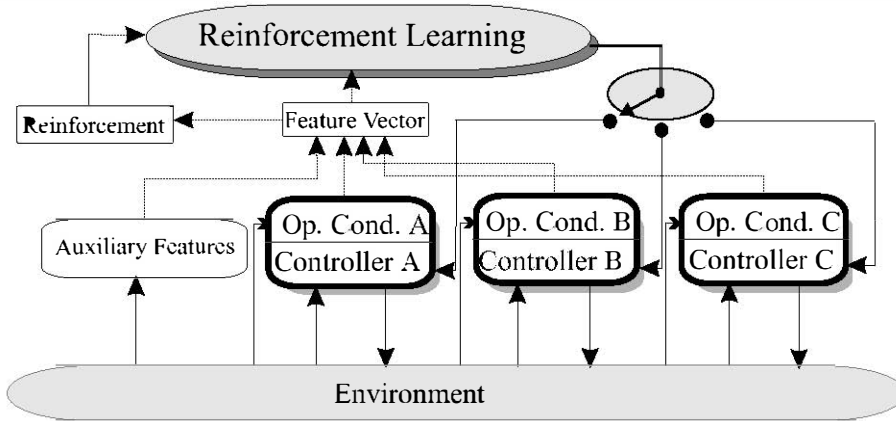 Reinforcement Learning
Reinforcement
Feature Vector
Auxiliary Features
Op. Cond. A
Controller A
Op. Cond. B
Controller B
Op. Cond. C
Controller C
Environment